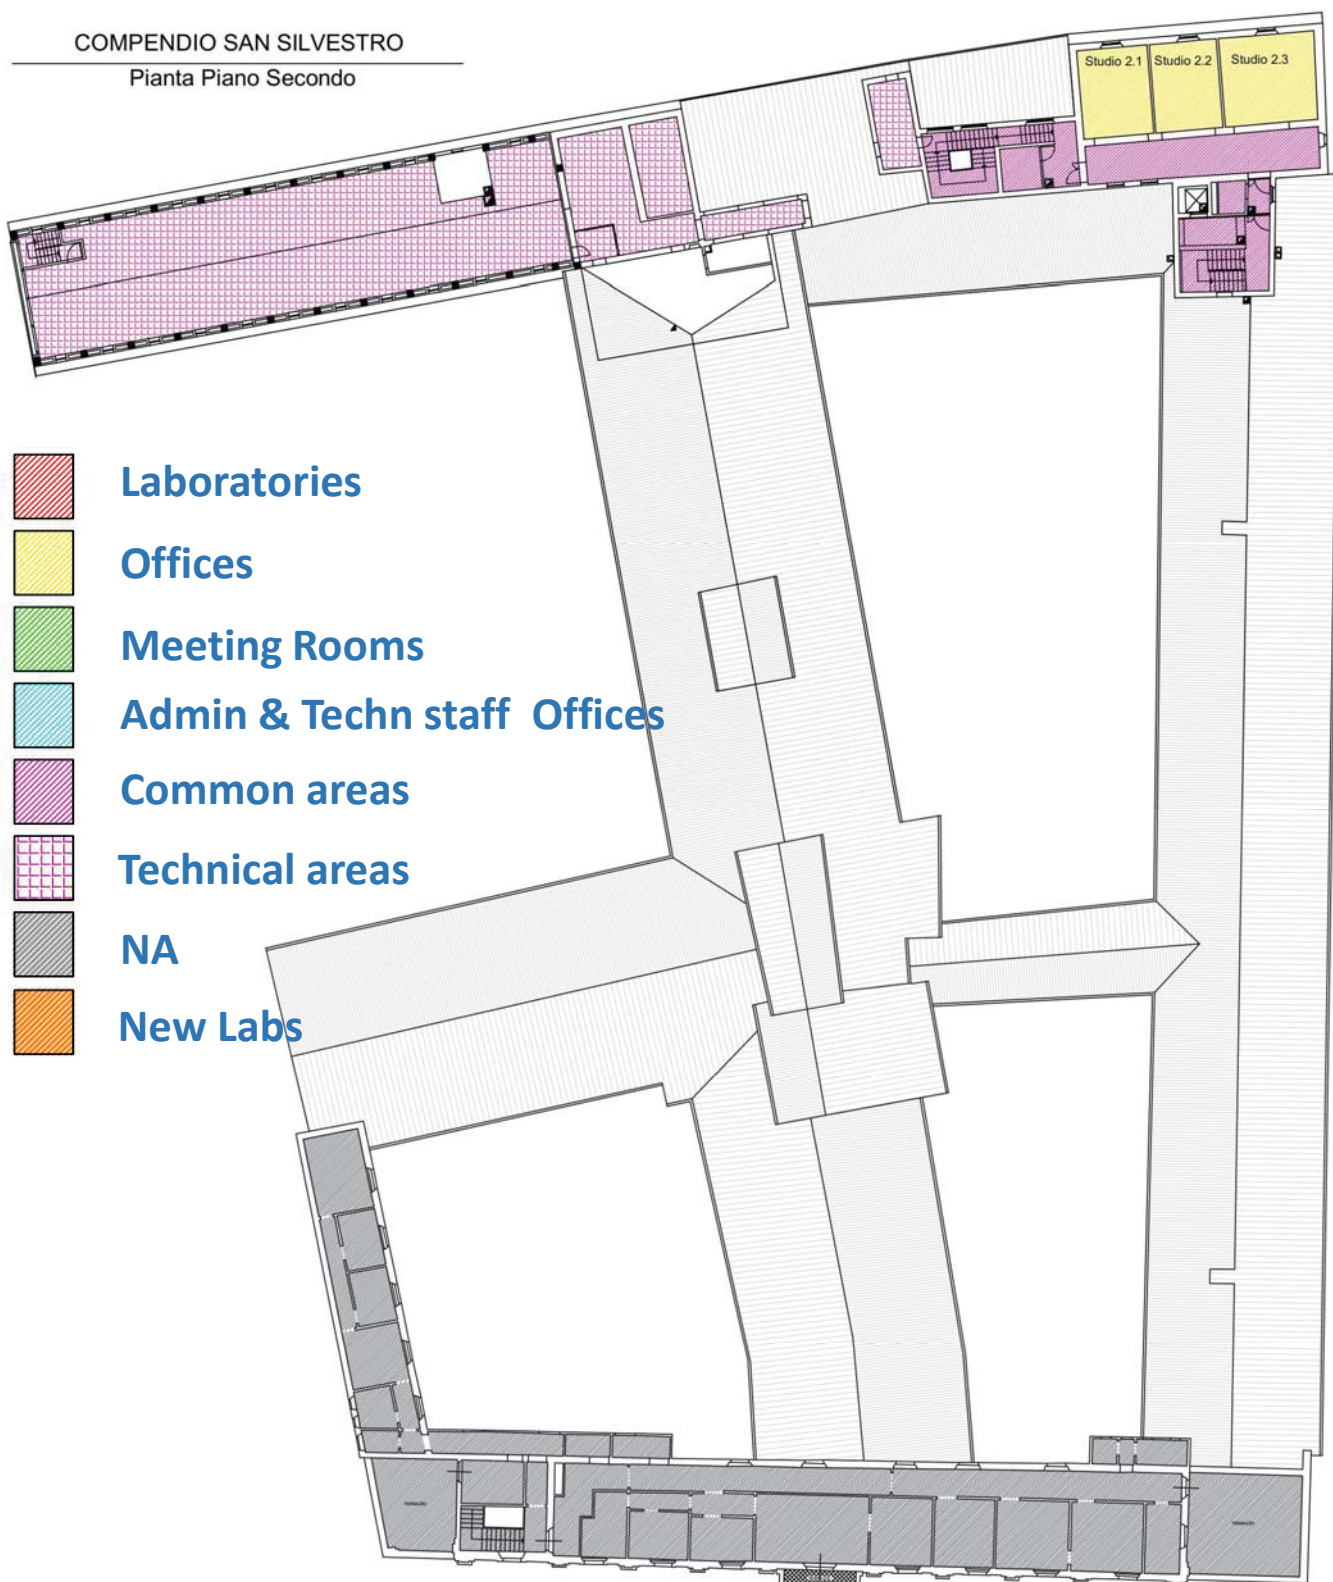 COMPENDIO SAN SILVESTRO
Pianta Piano Secondo
Studio 2.1
Studio 2.2
Studio 2.3
Laboratories
Offices
Meeting Rooms
Admin & Techn staff  Offices
Common areas
Technical areas
NA
New Labs